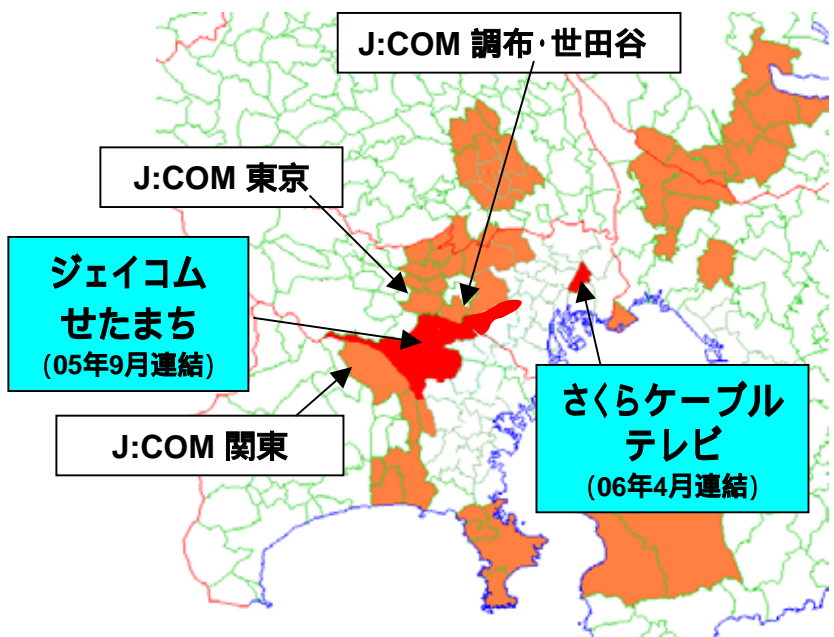 J:COM 調布・世田谷
J:COM 東京
ジェイコム
せたまち
(05年9月連結)
J:COM 関東
さくらケーブル
テレビ
(06年4月連結)